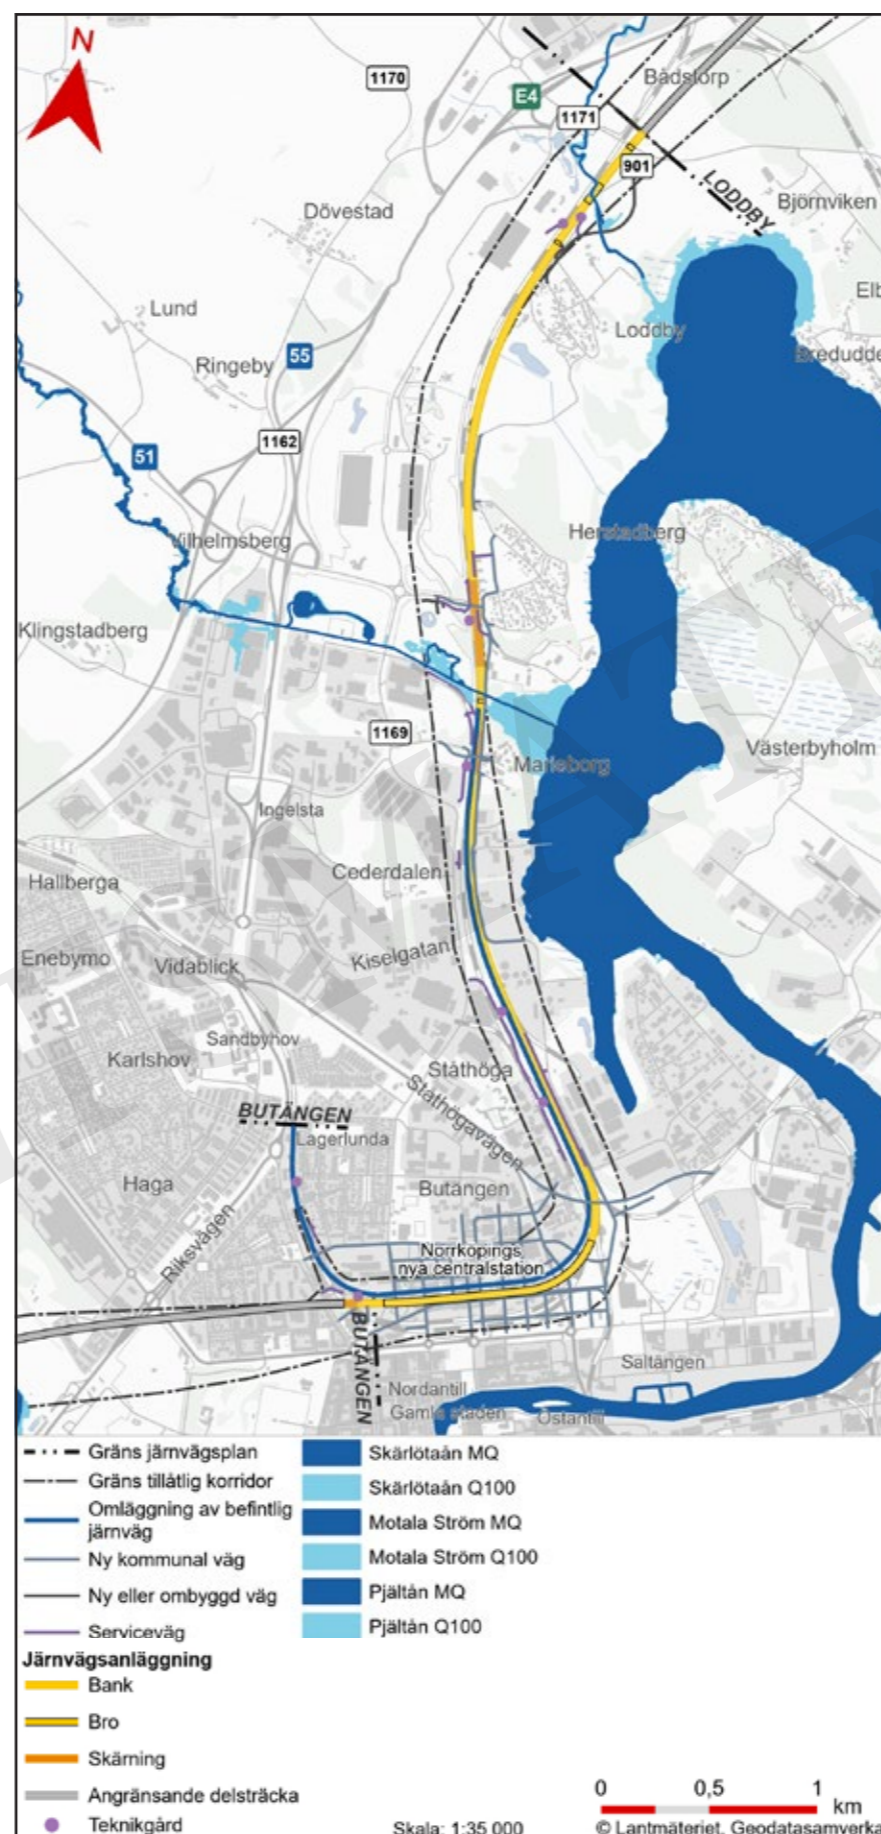 N
1170
E4
Bådstorp
1171
901
LODDBY
Björnviken
Dövestad
Lund
55
Loddby
Ringeby
Bredudde
1162
51
Herstadberg
Vilhelmsberg
Klingstadberg
1169
Marieborg
Västerbyholm
Ingelsta
Hallberga
Cederdalen
Enebymo
Vidablick
Kiselgatan
Sandbyhov
Karlshov
Ståthöga
Ståthögavägen
BUTÄNGEN
Lagerlunda
Haga
Butängen
Riksvägen
Norrköpings
nya centralstation
BUTÄNGEN
Saltängen
Nordantill
Gamla staden
Östantill
Gräns järnvägsplan
Gräns tillåtlig korridor
Omläggning av befintlig
järnväg
Ny kommunal väg
Ny eller ombyggd väg
Serviceväg
Skärlötaån MQ
Skärlötaån Q100
Motala Ström MQ
Motala Ström Q100
Pjältån MQ
Pjältån Q100
Järnvägsanläggning
Bank
Bro
Skärning
Angränsande delsträcka
Teknikgård
Skala: 1:35 000
0 0,5 1
km
© Lantmäteriet, Geodatasamverka